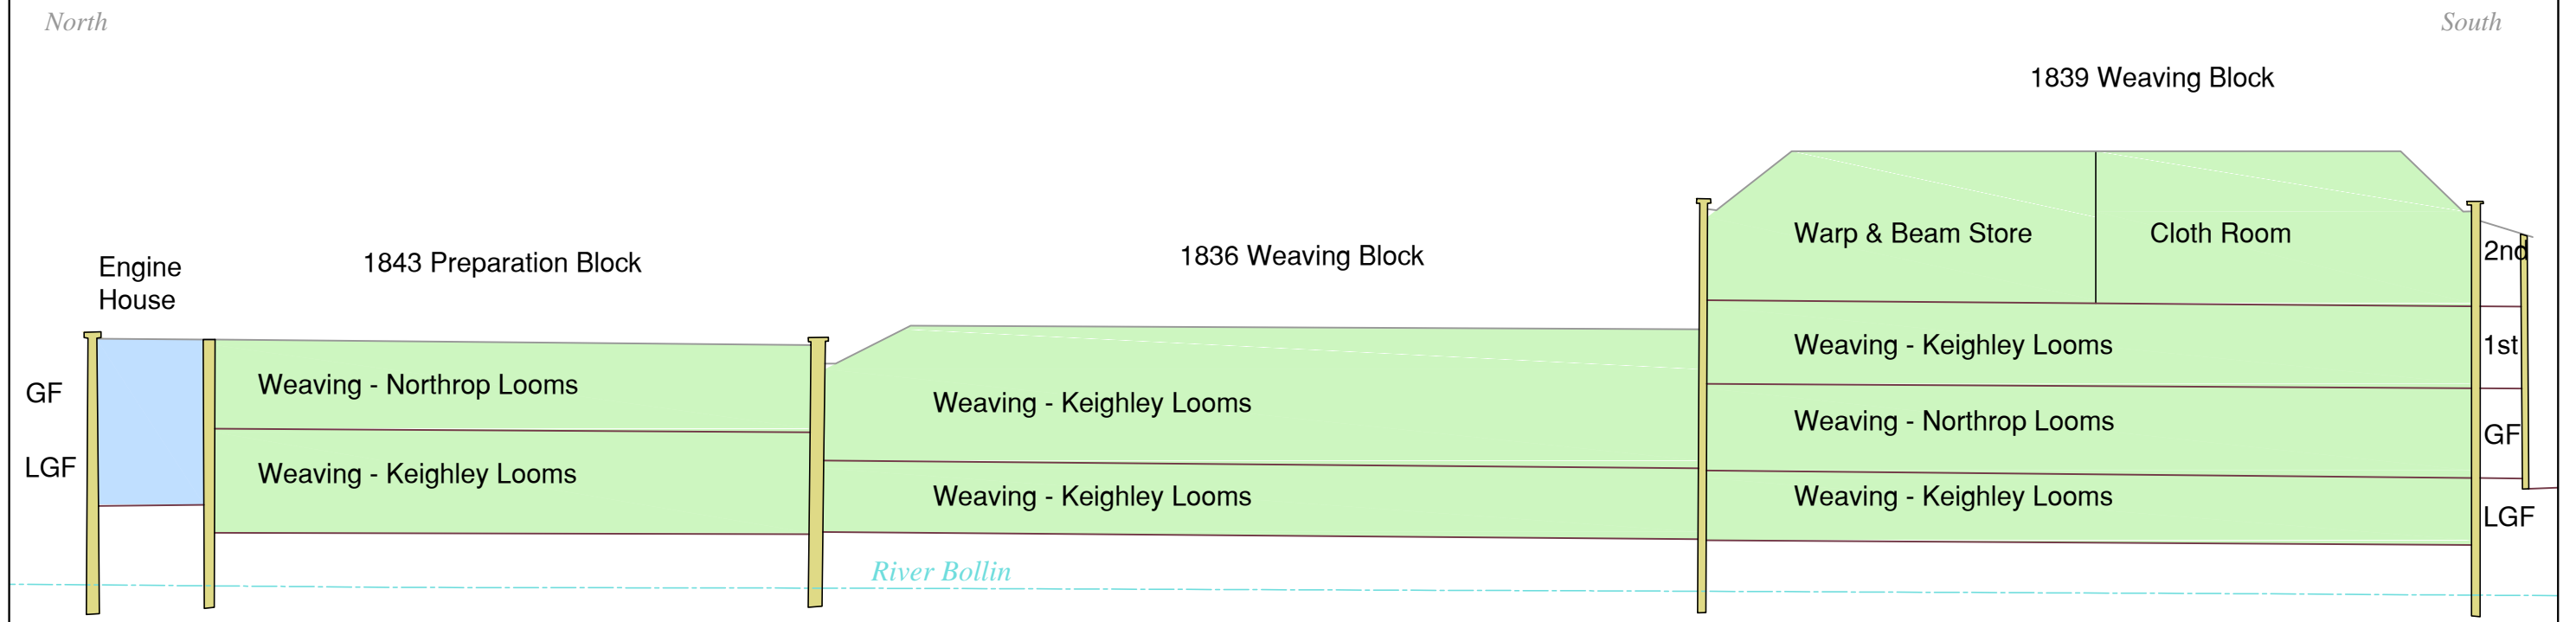 North
South
1839 Weaving Block
Engine
House
1843 Preparation Block
1836 Weaving Block
Warp & Beam Store
Cloth Room
2nd
Weaving - Keighley Looms
1st
GF
Weaving - Northrop Looms
Weaving - Keighley Looms
Weaving - Northrop Looms
GF
LGF
Weaving - Keighley Looms
Weaving - Keighley Looms
Weaving - Keighley Looms
LGF
River Bollin